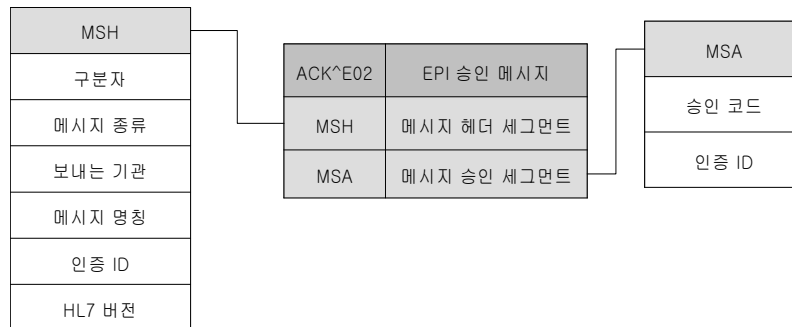 MSH
구분자
메시지 종류
보내는 기관
메시지 명칭
인증 ID
HL7 버전
ACK^E02 EPI 승인 메시지
MSH 메시지 헤더 세그먼트
MSA 메시지 승인 세그먼트
MSA
승인 코드
인증 ID